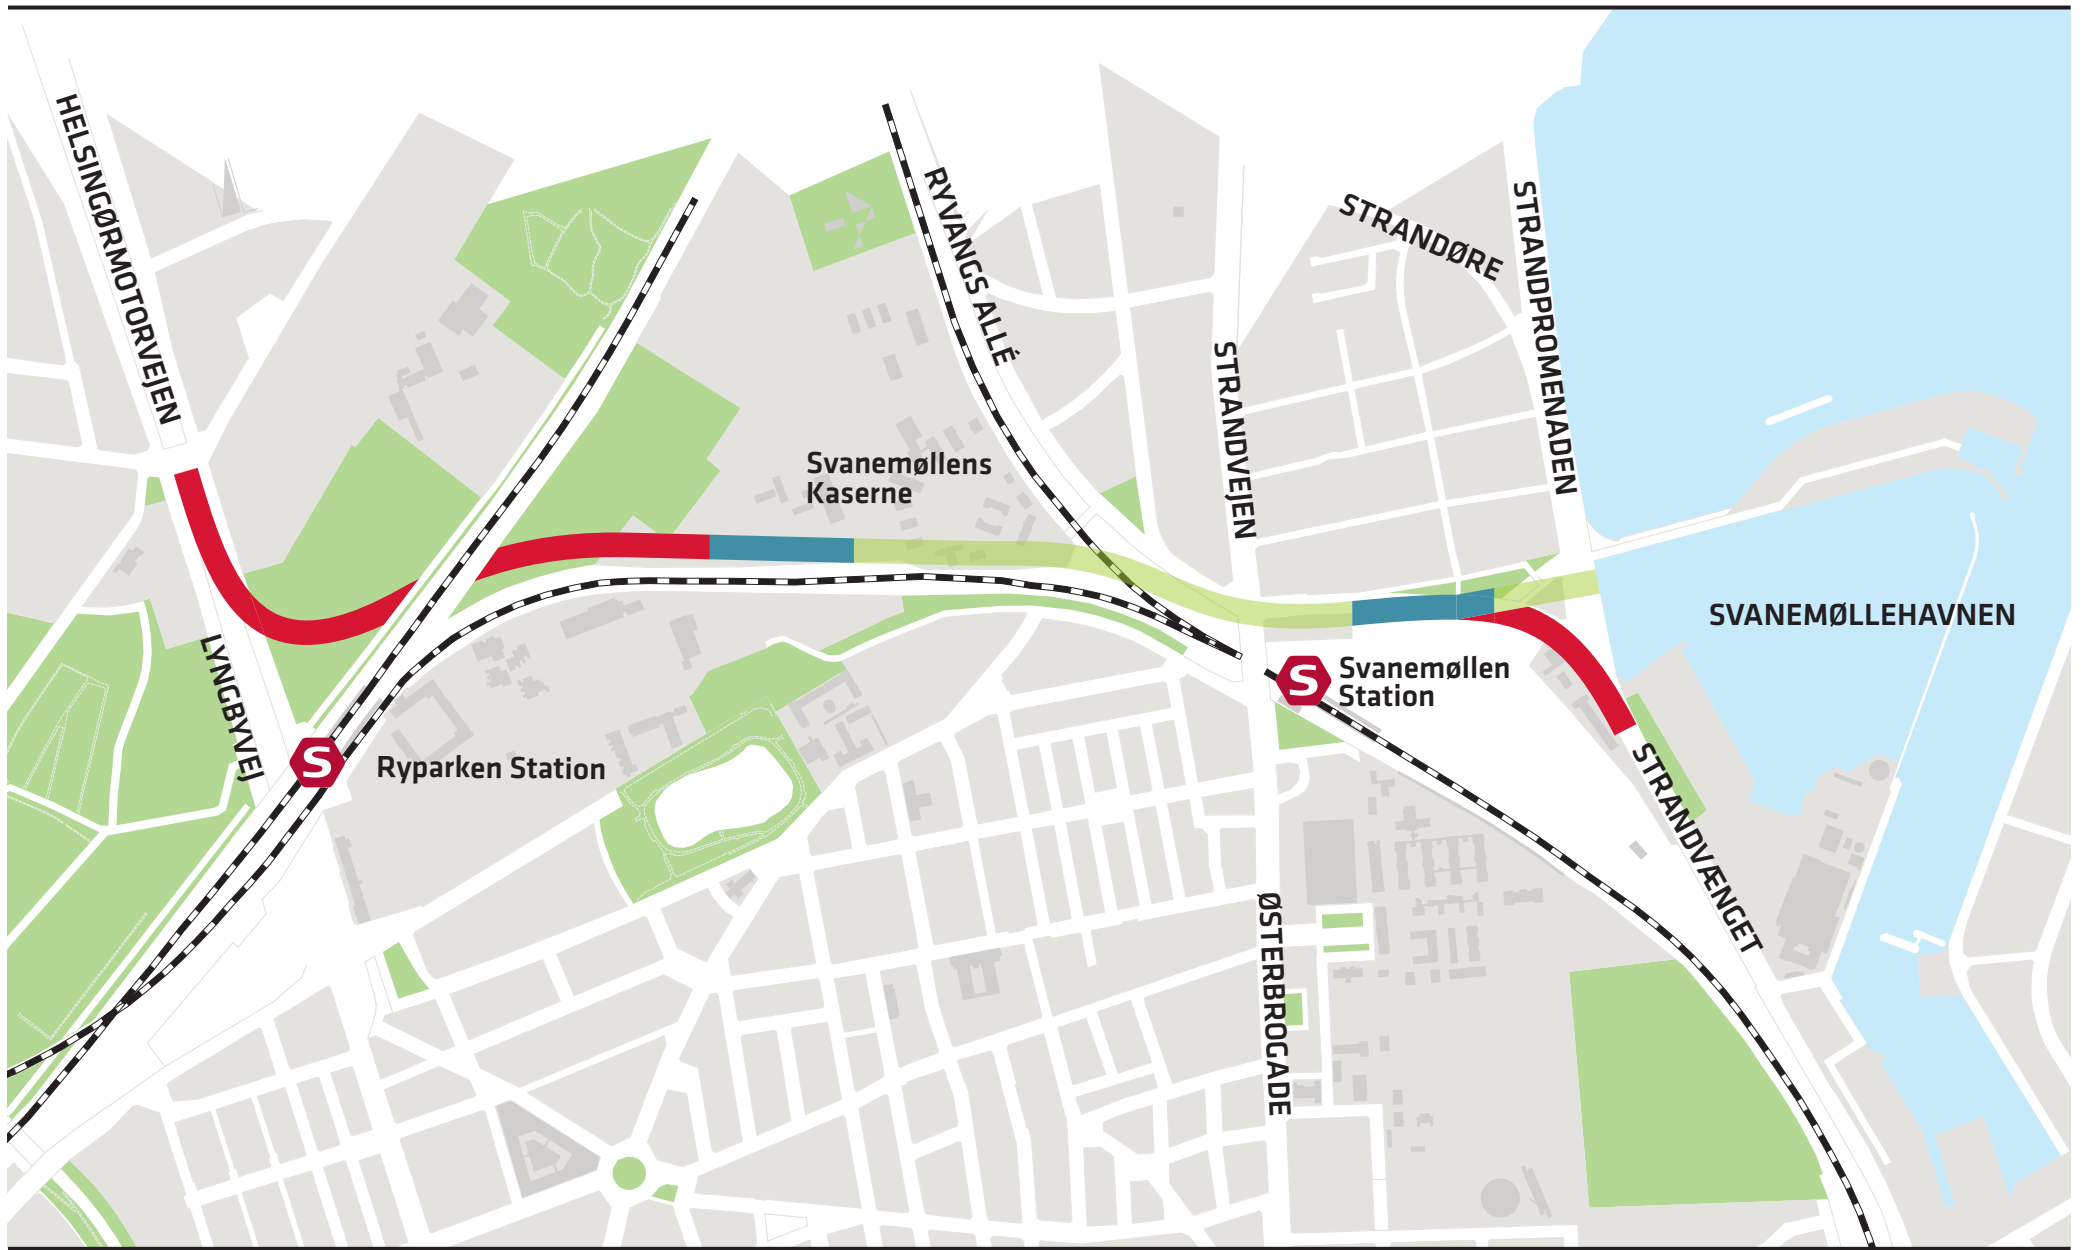 HELSINGØRMOTORVEJEN
RYVANGS ALLÉ
STRANDØRE
STRANDPROMENADEN
STRANDVEJEN
Svanemøllens
Kaserne
SVANEMØLLEHAVNEN
LYNGBYVEJ
S
Svanemøllen
Station
S
Ryparken Station
STRANDVÆNGET
ØSTERBROGADE